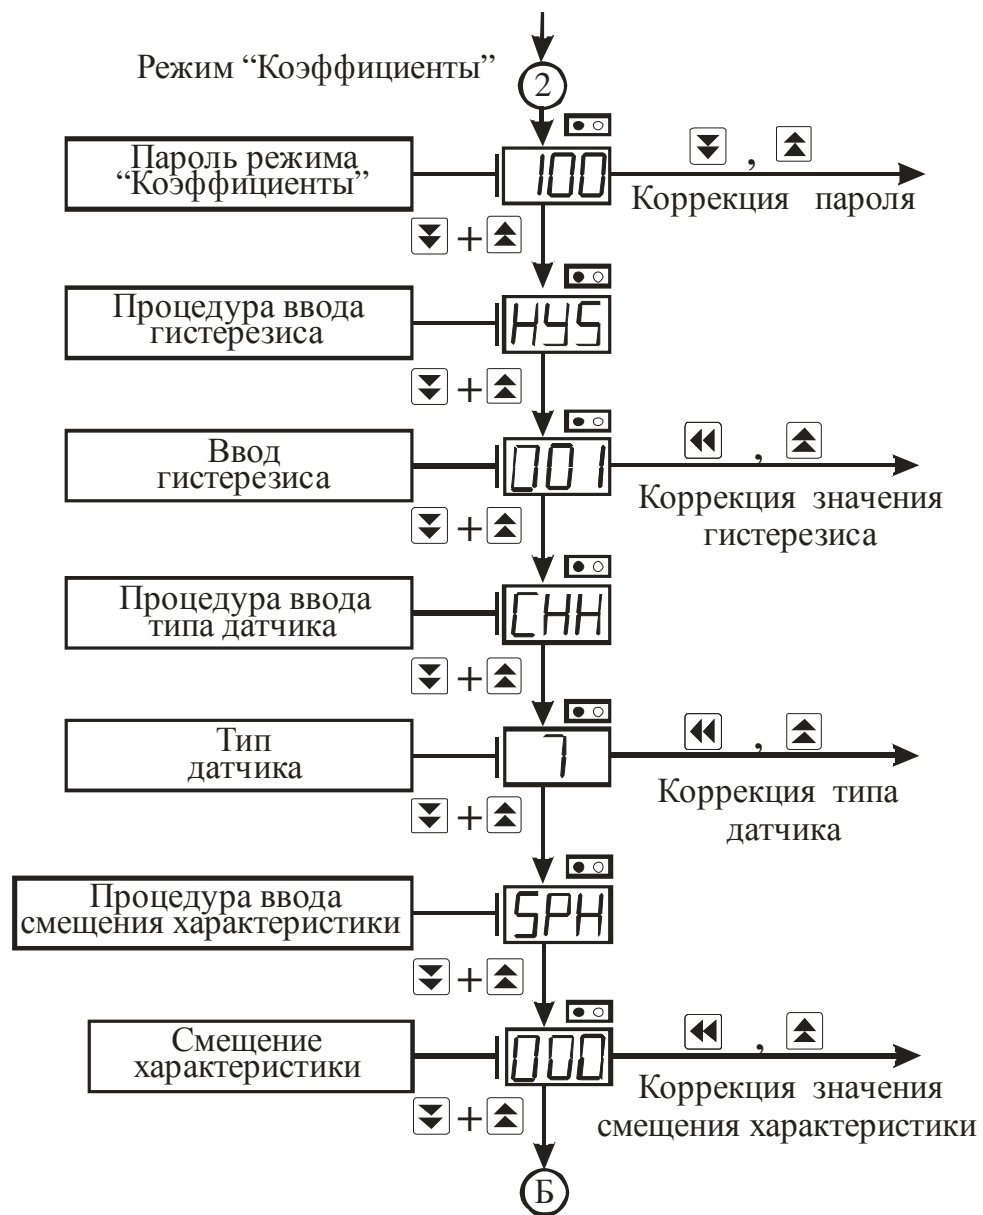 Режим “Коэффициенты”
2
Пароль режима
“Коэффициенты”
100
,
Коррекция пароля
+
Процедура ввода
гистерезиса
HYS
+
Ввод
гистерезиса
001
,
Коррекция значения
гистерезиса
+
Процедура ввода
типа датчика
CHH
+
Тип
датчика
7
,
Коррекция типа
датчика
+
Процедура ввода
смещения характеристики
SPH
+
Смещение
характеристики
000
,
Коррекция значения
смещения характеристики
+
Б